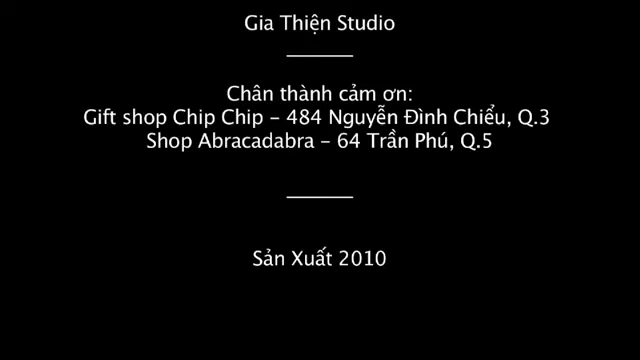 Gia Thiện Studio
Chân thành cảm ơn:
Gift shop Chip Chip – 484 Nguyễn Đình Chiểu, Q.3
Shop Abracadabra – 64 Trần Phú, Q.5
Sản Xuất 2010